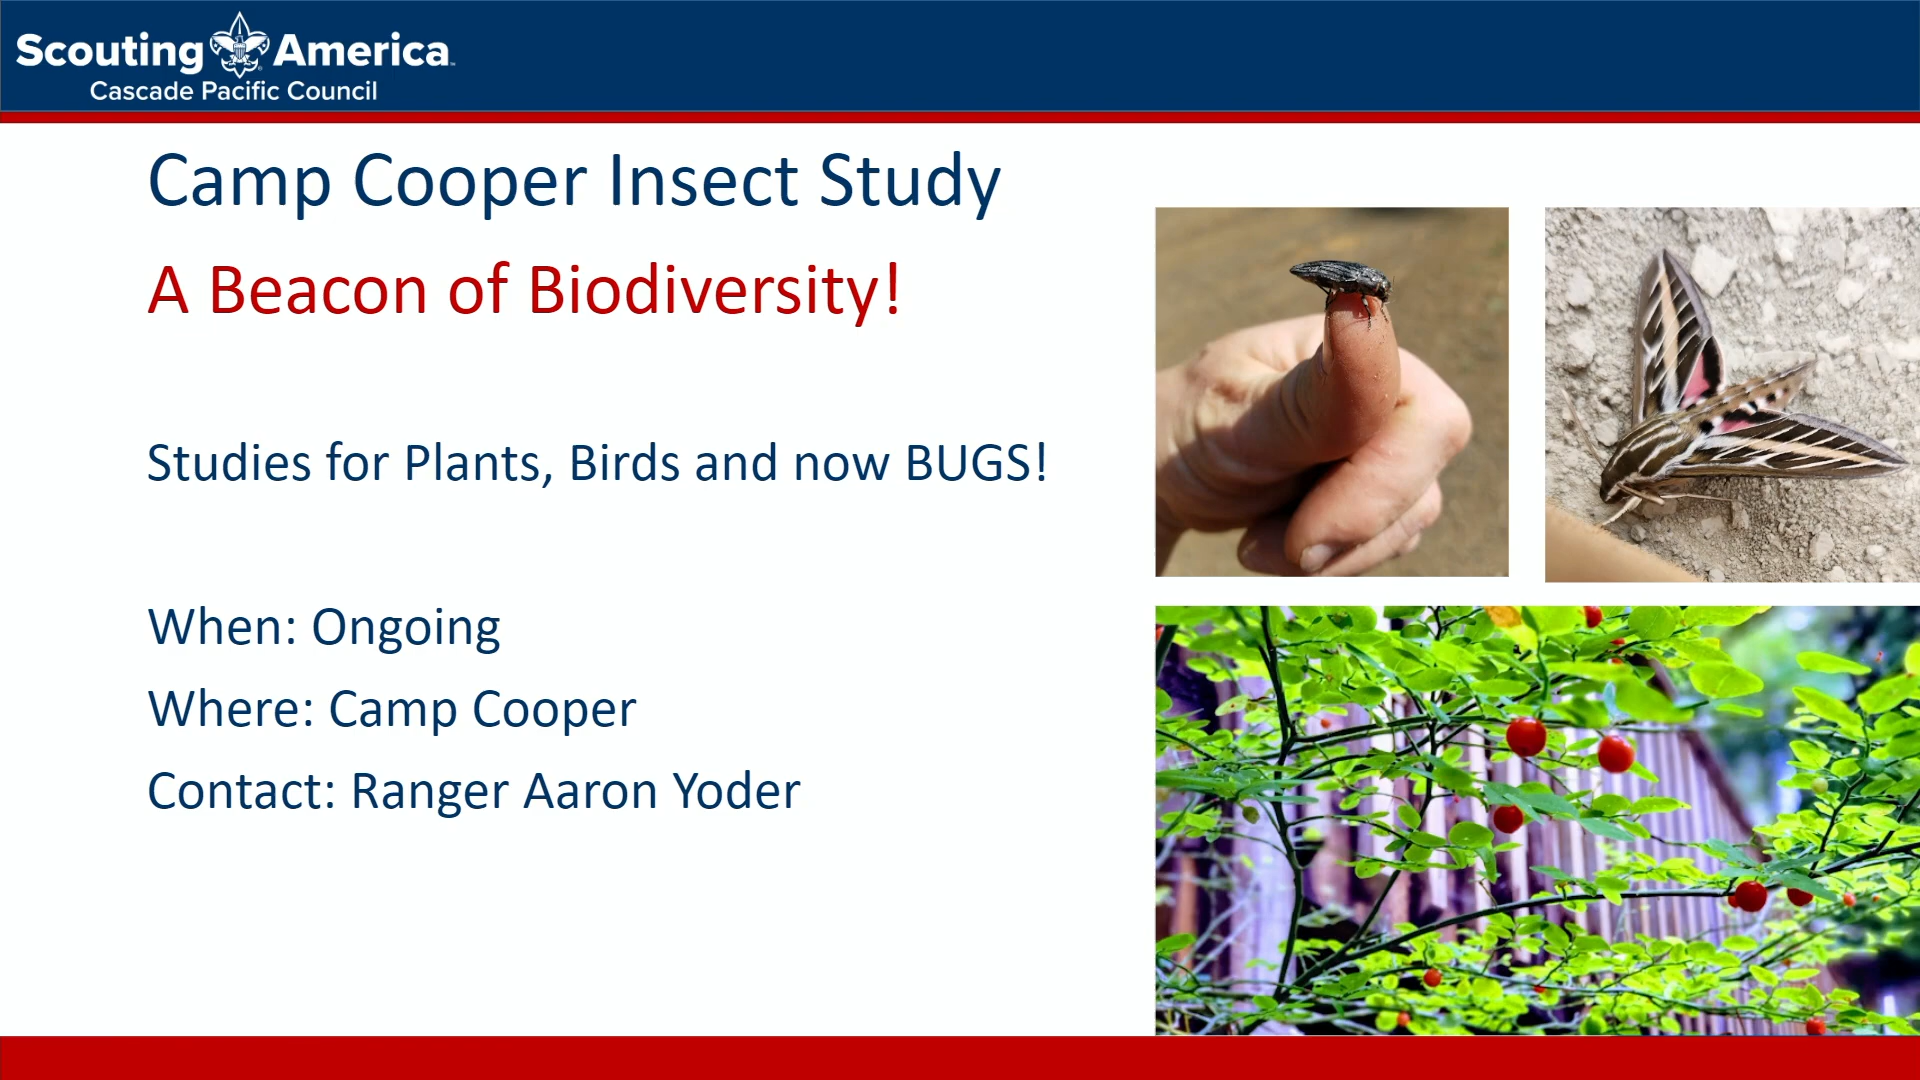 Scouting America
Cascade Pacific Council
Camp Cooper Insect Study
A Beacon of Biodiversity!
Studies for Plants, Birds and now BUGS!
When: Ongoing
Where: Camp Cooper
Contact: Ranger Aaron Yoder